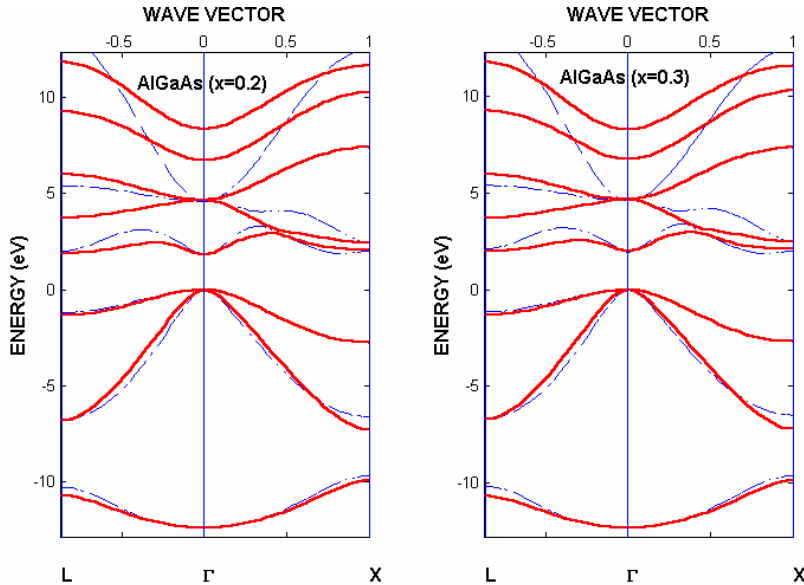 WAVE VECTOR
-0.5 0 0.5 1
AlGaAs (x=0.2)
ENERGY (eV)
10
5
0
-5
-10
L Γ X
WAVE VECTOR
-0.5 0 0.5 1
AlGaAs (x=0.3)
ENERGY (eV)
10
5
0
-5
-10
L Γ X